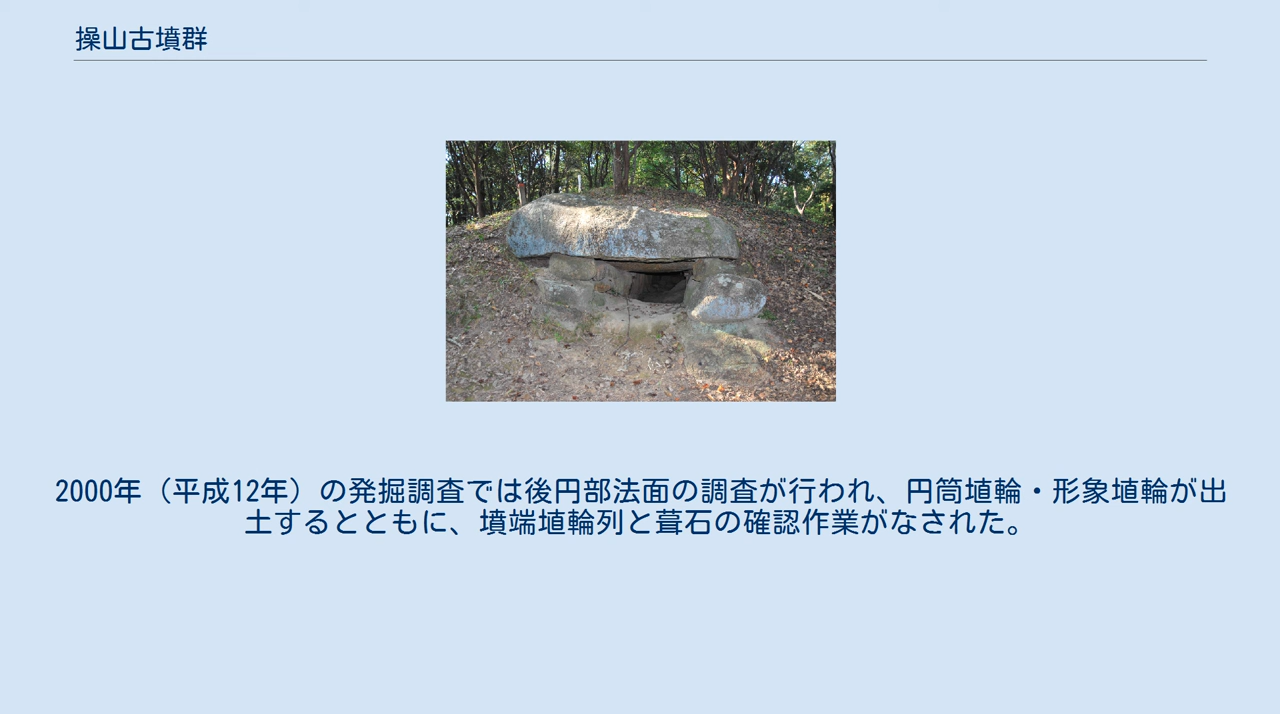 操山古墳群
2000年（平成12年）の発掘調査では後円部法面の調査が行われ、円筒埴輪・形象埴輪が出
土するとともに、墳端埴輪列と葺石の確認作業がなされた。